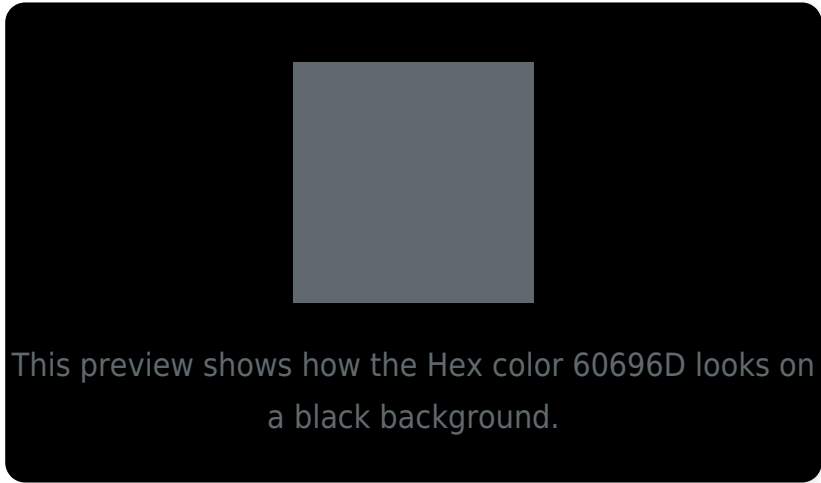 This preview shows how the Hex color 60696D looks on
a black background.